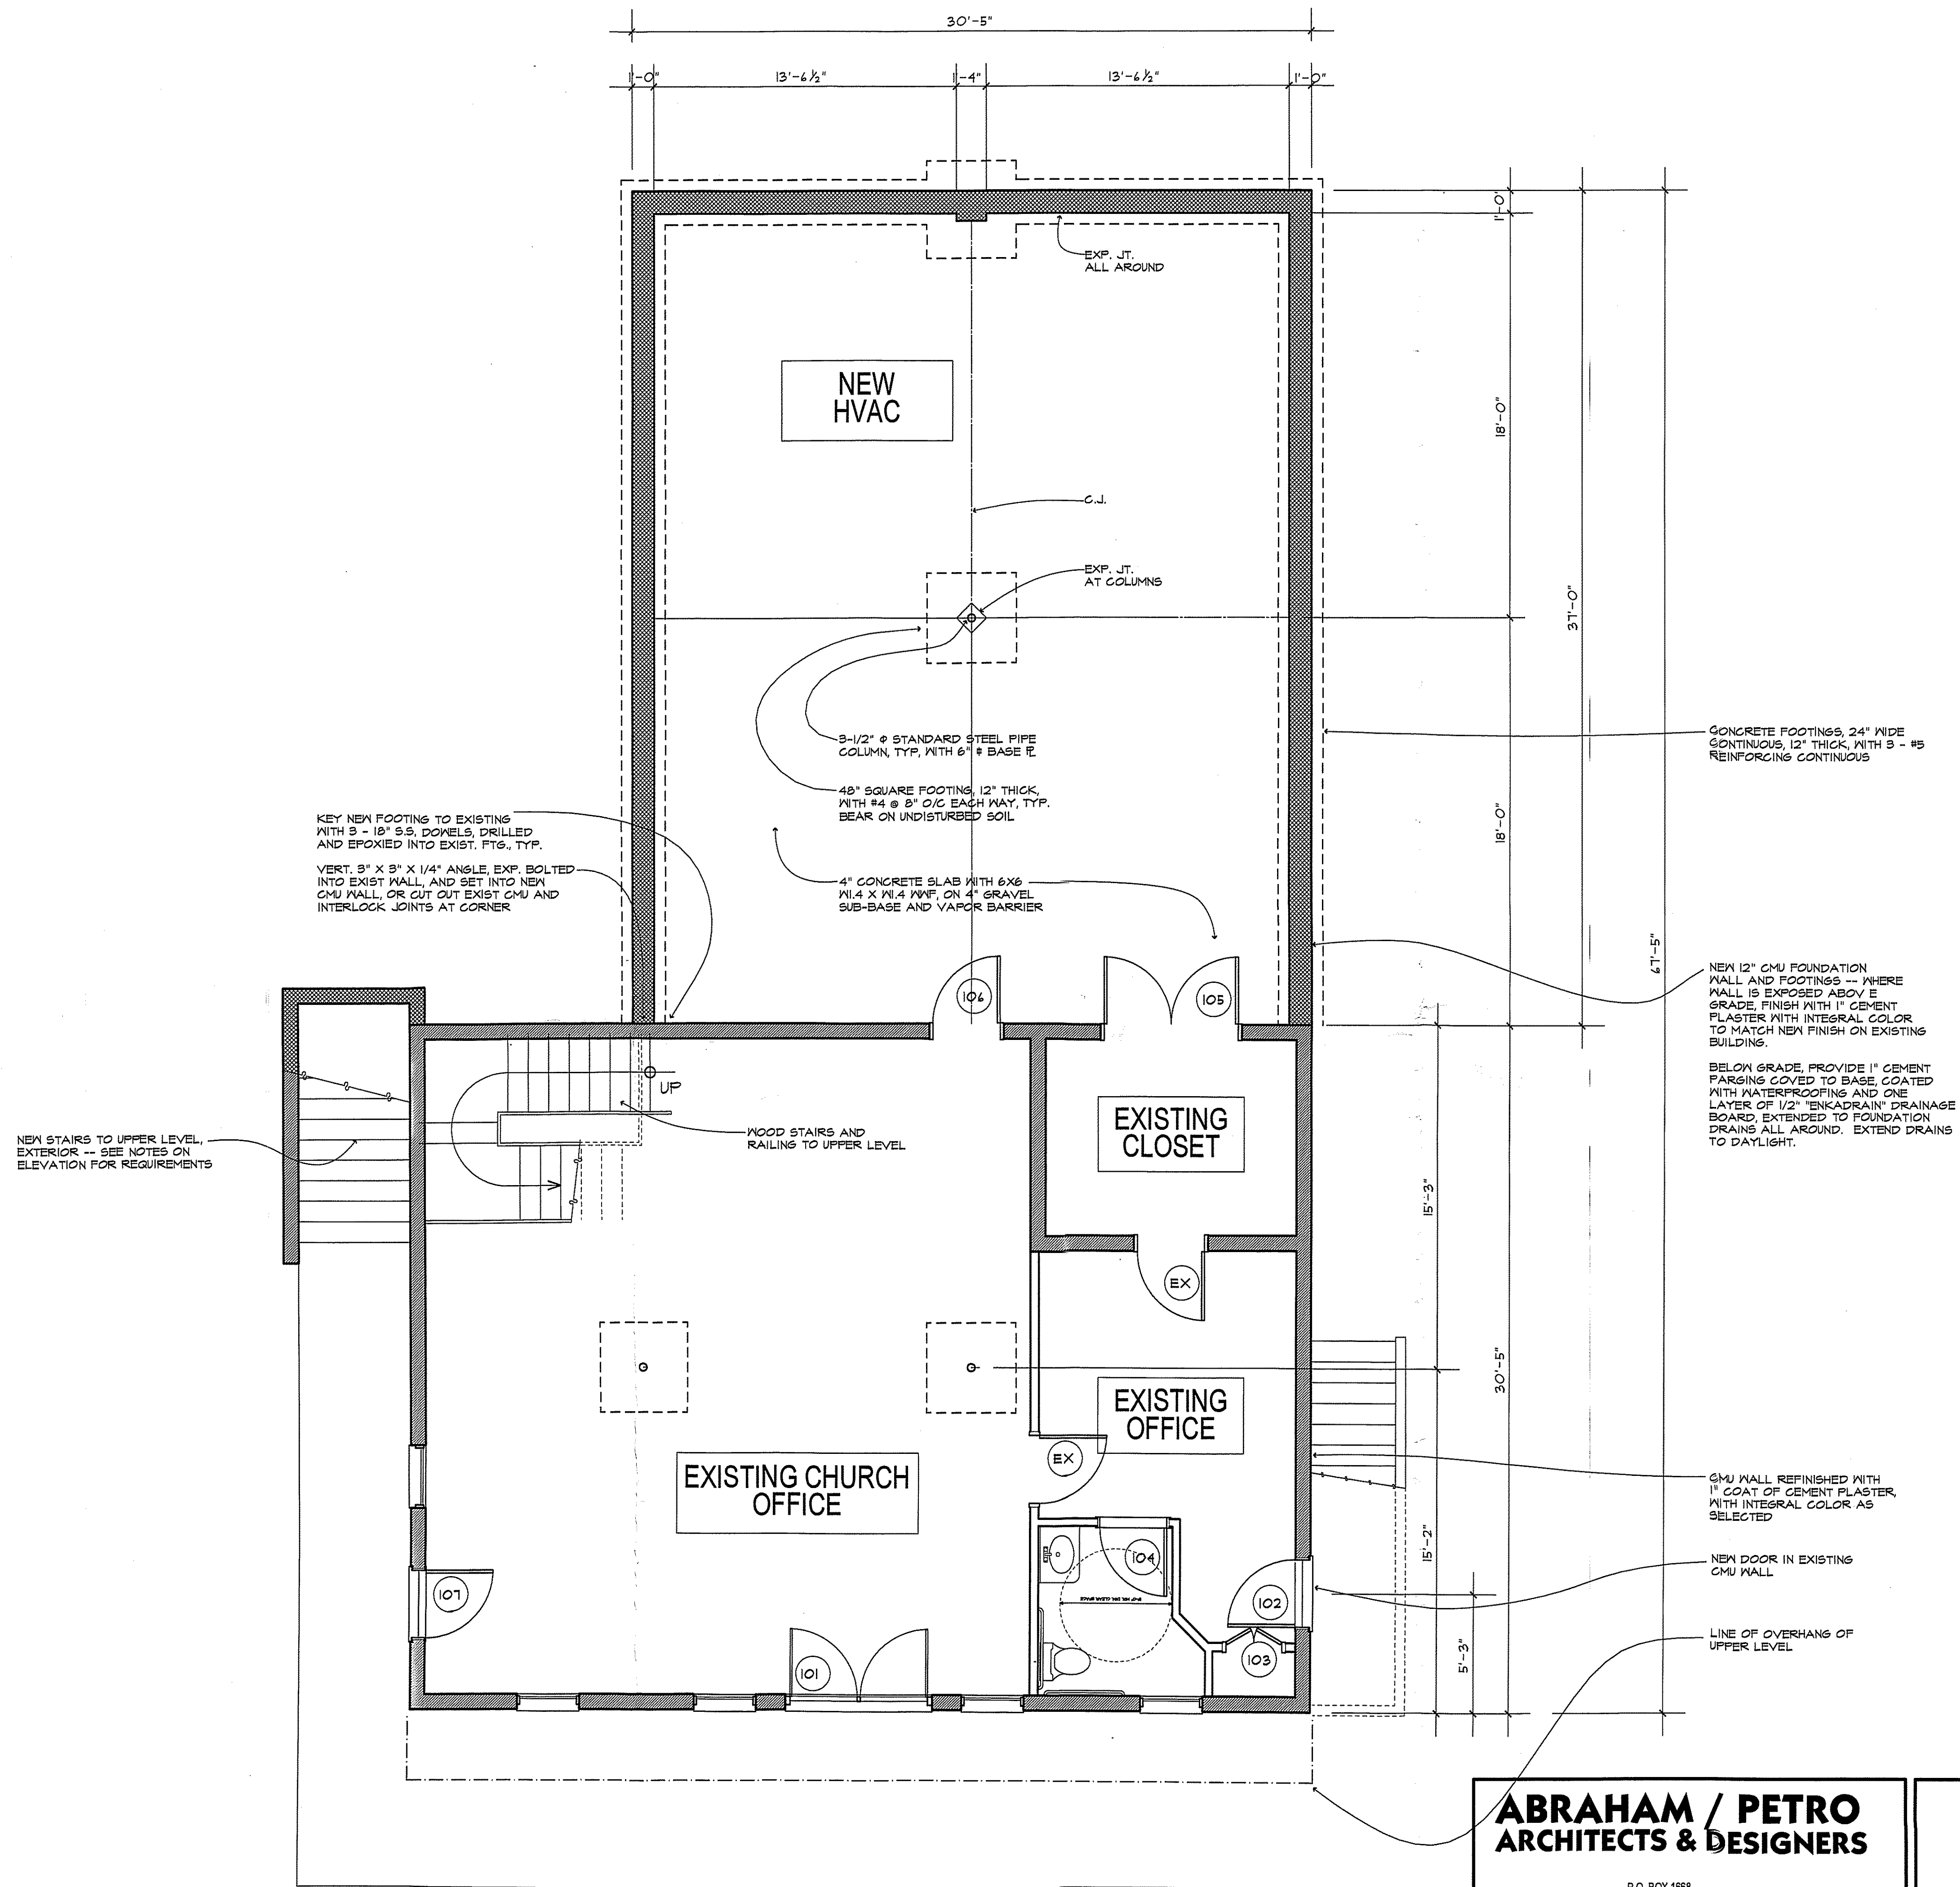 30'-5"
1'-0"
13'-6½"
1'-4"
13'-6½"
1'-0"
1'-0"
EXP. JT.
ALL AROUND
NEW
HVAC
18'-0"
C.J.
EXP. JT.
AT COLUMNS
37'-0"
3-1/2" Φ STANDARD STEEL PIPE
COLUMN, TYP, WITH 6" ⌽ BASE PL
CONCRETE FOOTINGS, 24" WIDE
CONTINUOUS, 12" THICK, WITH 3 - #5
REINFORCING CONTINUOUS
48" SQUARE FOOTING, 12" THICK,
WITH #4 @ 8" O/C EACH WAY, TYP.
BEAR ON UNDISTURBED SOIL
KEY NEW FOOTING TO EXISTING
WITH 3 - 18" S.S. DOWELS, DRILLED
AND EPOXIED INTO EXIST. FTG., TYP.
VERT. 3" X 3" X 1/4" ANGLE, EXP. BOLTED
INTO EXIST WALL, AND SET INTO NEW
CMU WALL, OR CUT OUT EXIST CMU AND
INTERLOCK JOINTS AT CORNER
18'-0"
4" CONCRETE SLAB WITH 6X6
W1.4 X W1.4 WWF, ON 4" GRAVEL
SUB-BASE AND VAPOR BARRIER
67'-5"
106
105
NEW 12" CMU FOUNDATION
WALL AND FOOTINGS -- WHERE
WALL IS EXPOSED ABOV E
GRADE, FINISH WITH 1" CEMENT
PLASTER WITH INTEGRAL COLOR
TO MATCH NEW FINISH ON EXISTING
BUILDING.
BELOW GRADE, PROVIDE 1" CEMENT
PARGING COVED TO BASE, COATED
WITH WATERPROOFING AND ONE
LAYER OF 1/2" "ENKADRAIN" DRAINAGE
BOARD, EXTENDED TO FOUNDATION
DRAINS ALL AROUND. EXTEND DRAINS
TO DAYLIGHT.
UP
NEW STAIRS TO UPPER LEVEL,
EXTERIOR -- SEE NOTES ON
ELEVATION FOR REQUIREMENTS
WOOD STAIRS AND
RAILING TO UPPER LEVEL
EXISTING
CLOSET
15'-3"
EX
30'-5"
EXISTING
OFFICE
EX
EXISTING CHURCH
OFFICE
CMU WALL REFINISHED WITH
1" COAT OF CEMENT PLASTER,
WITH INTEGRAL COLOR AS
SELECTED
15'-2"
104
NEW DOOR IN EXISTING
CMU WALL
107
102
LINE OF OVERHANG OF
UPPER LEVEL
103
5'-3"
101
ABRAHAM / PETRO
ARCHITECTS & DESIGNERS
P.O. BOX 1668